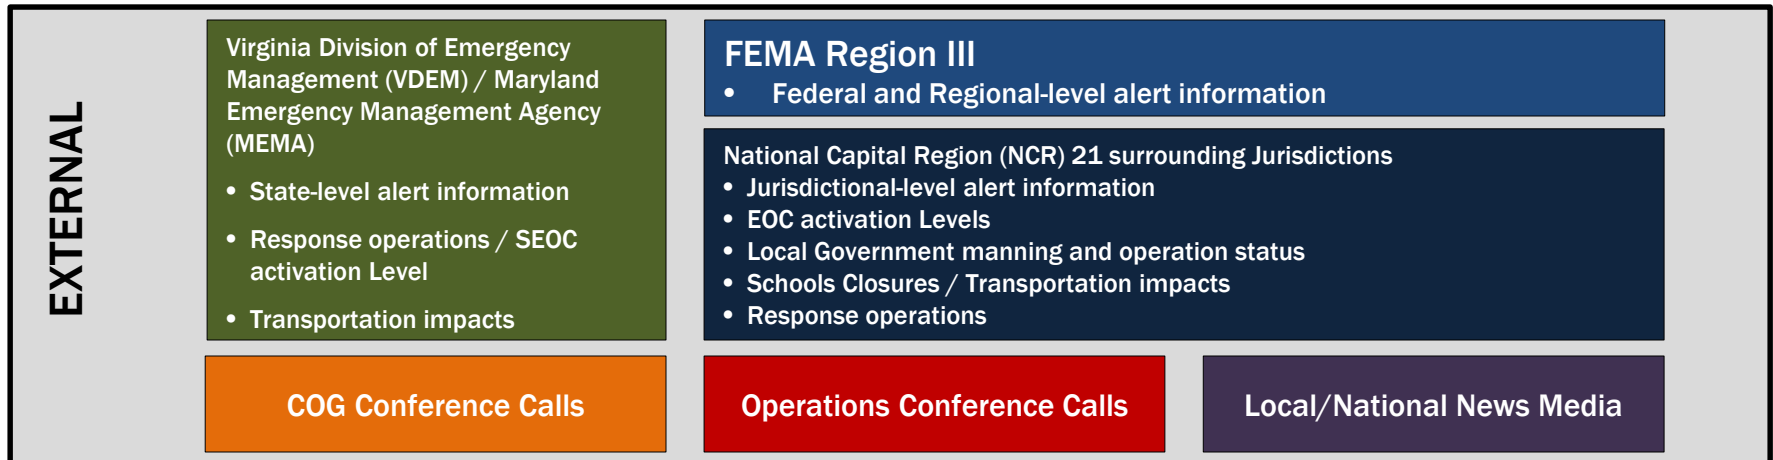 EXTERNAL
Virginia Division of Emergency
Management (VDEM) / Maryland
Emergency Management Agency
(MEMA)
• State-level alert information
• Response operations / SEOC
activation Level
• Transportation impacts
FEMA Region III
• Federal and Regional-level alert information
National Capital Region (NCR) 21 surrounding Jurisdictions
• Jurisdictional-level alert information
• EOC activation Levels
• Local Government manning and operation status
• Schools Closures / Transportation impacts
• Response operations
COG Conference Calls
Operations Conference Calls
Local/National News Media